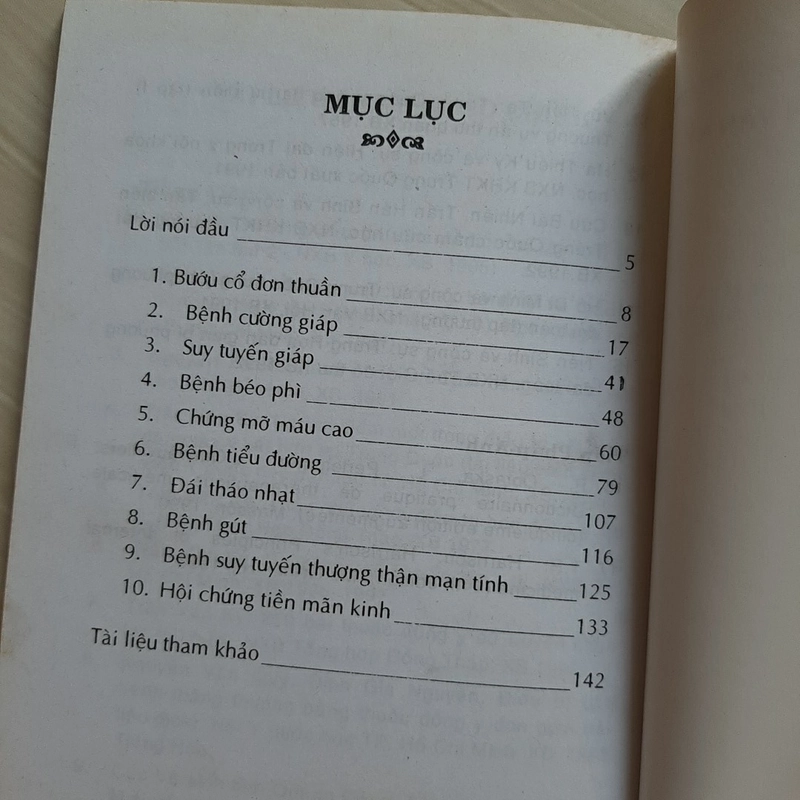 MỤC LỤC
Lời nói đầu 5
1. Bướu cổ đơn thuần 8
2. Bệnh cường giáp 17
3. Suy tuyến giáp 41
4. Bệnh béo phì 48
5. Chứng mỡ máu cao 60
6. Bệnh tiểu đường 79
7. Đái tháo nhạt 107
8. Bệnh gút 116
9. Bệnh suy tuyến thượng thận mạn tính 125
10. Hội chứng tiền mãn kinh 133
Tài liệu tham khảo 142